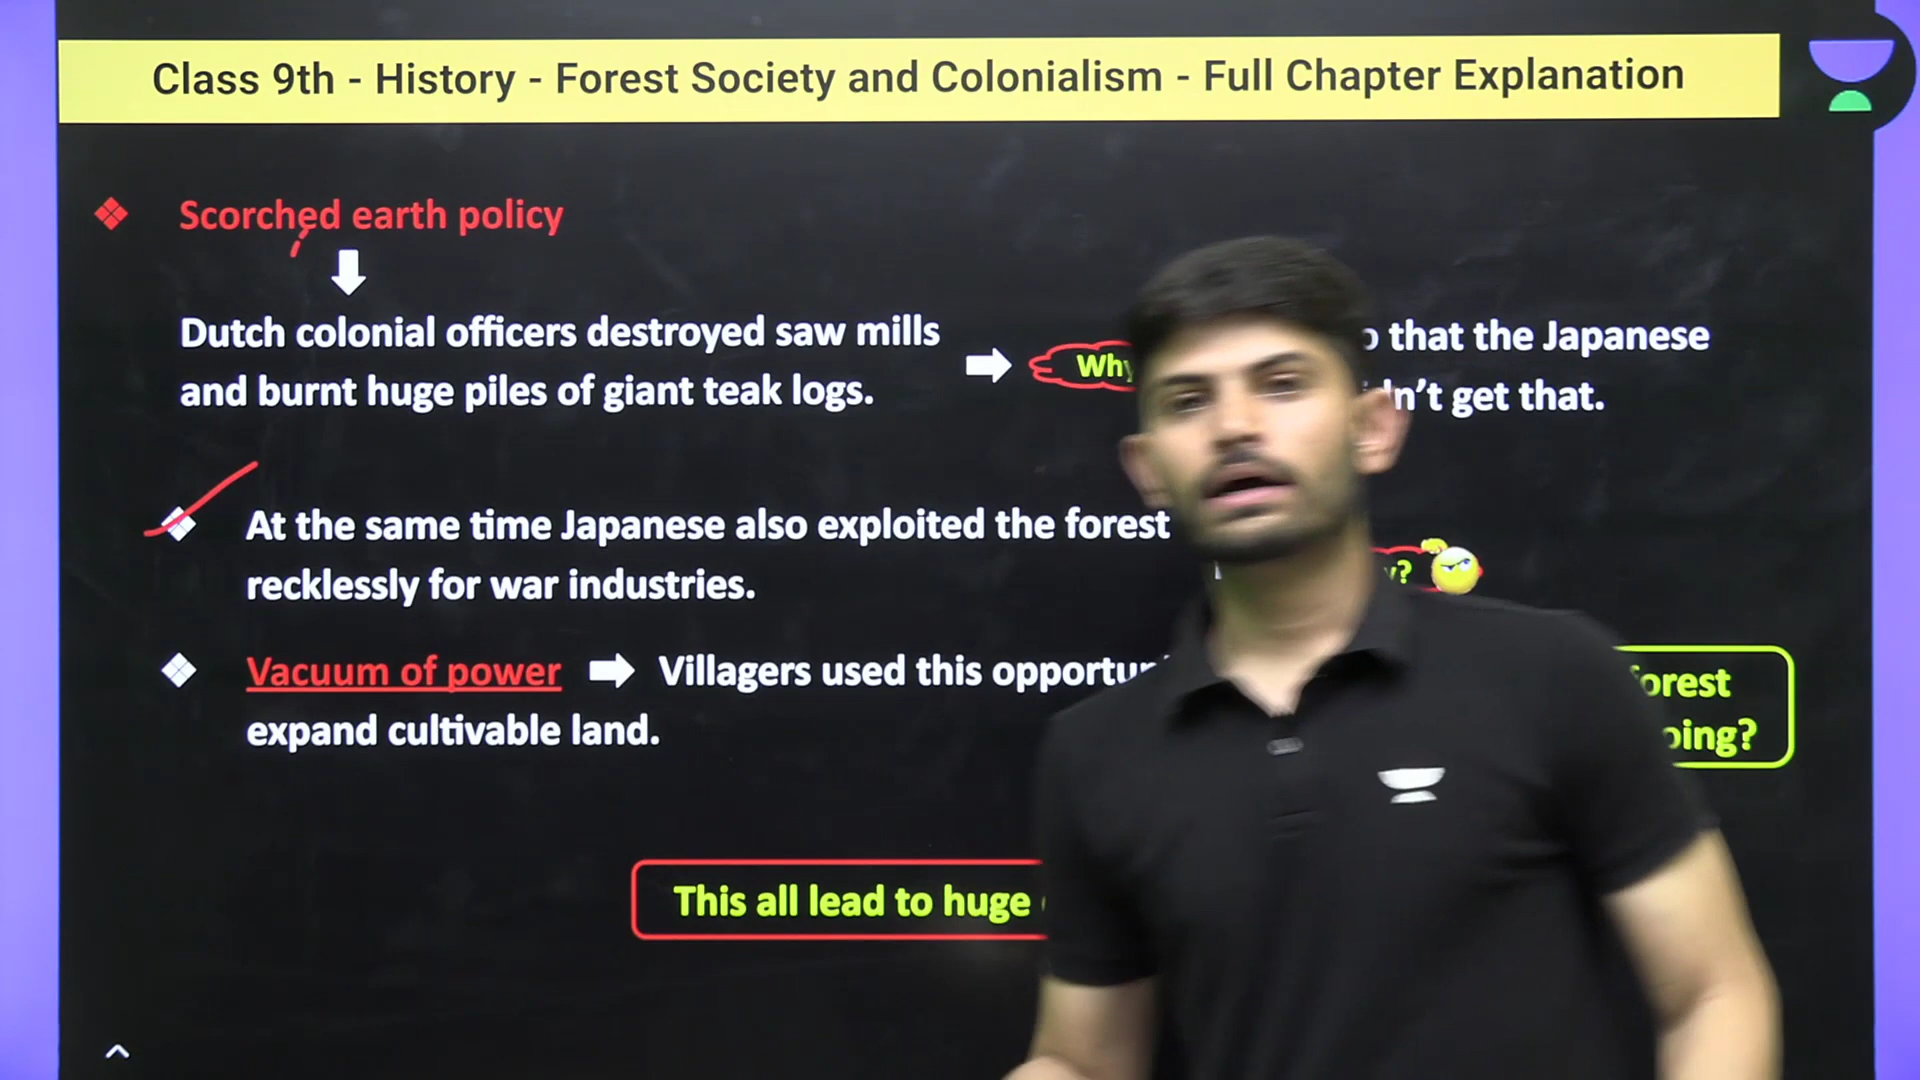 Class 9th - History - Forest Society and Colonialism - Full Chapter Explanation
Scorched earth policy
Dutch colonial officers destroyed saw mills
and burnt huge piles of giant teak logs.
Why
that the Japanese
get that.
At the same time Japanese also exploited the forest
recklessly for war industries.
Vacuum of power
Villagers used this
expand cultivable land.
forest
This all lead to huge